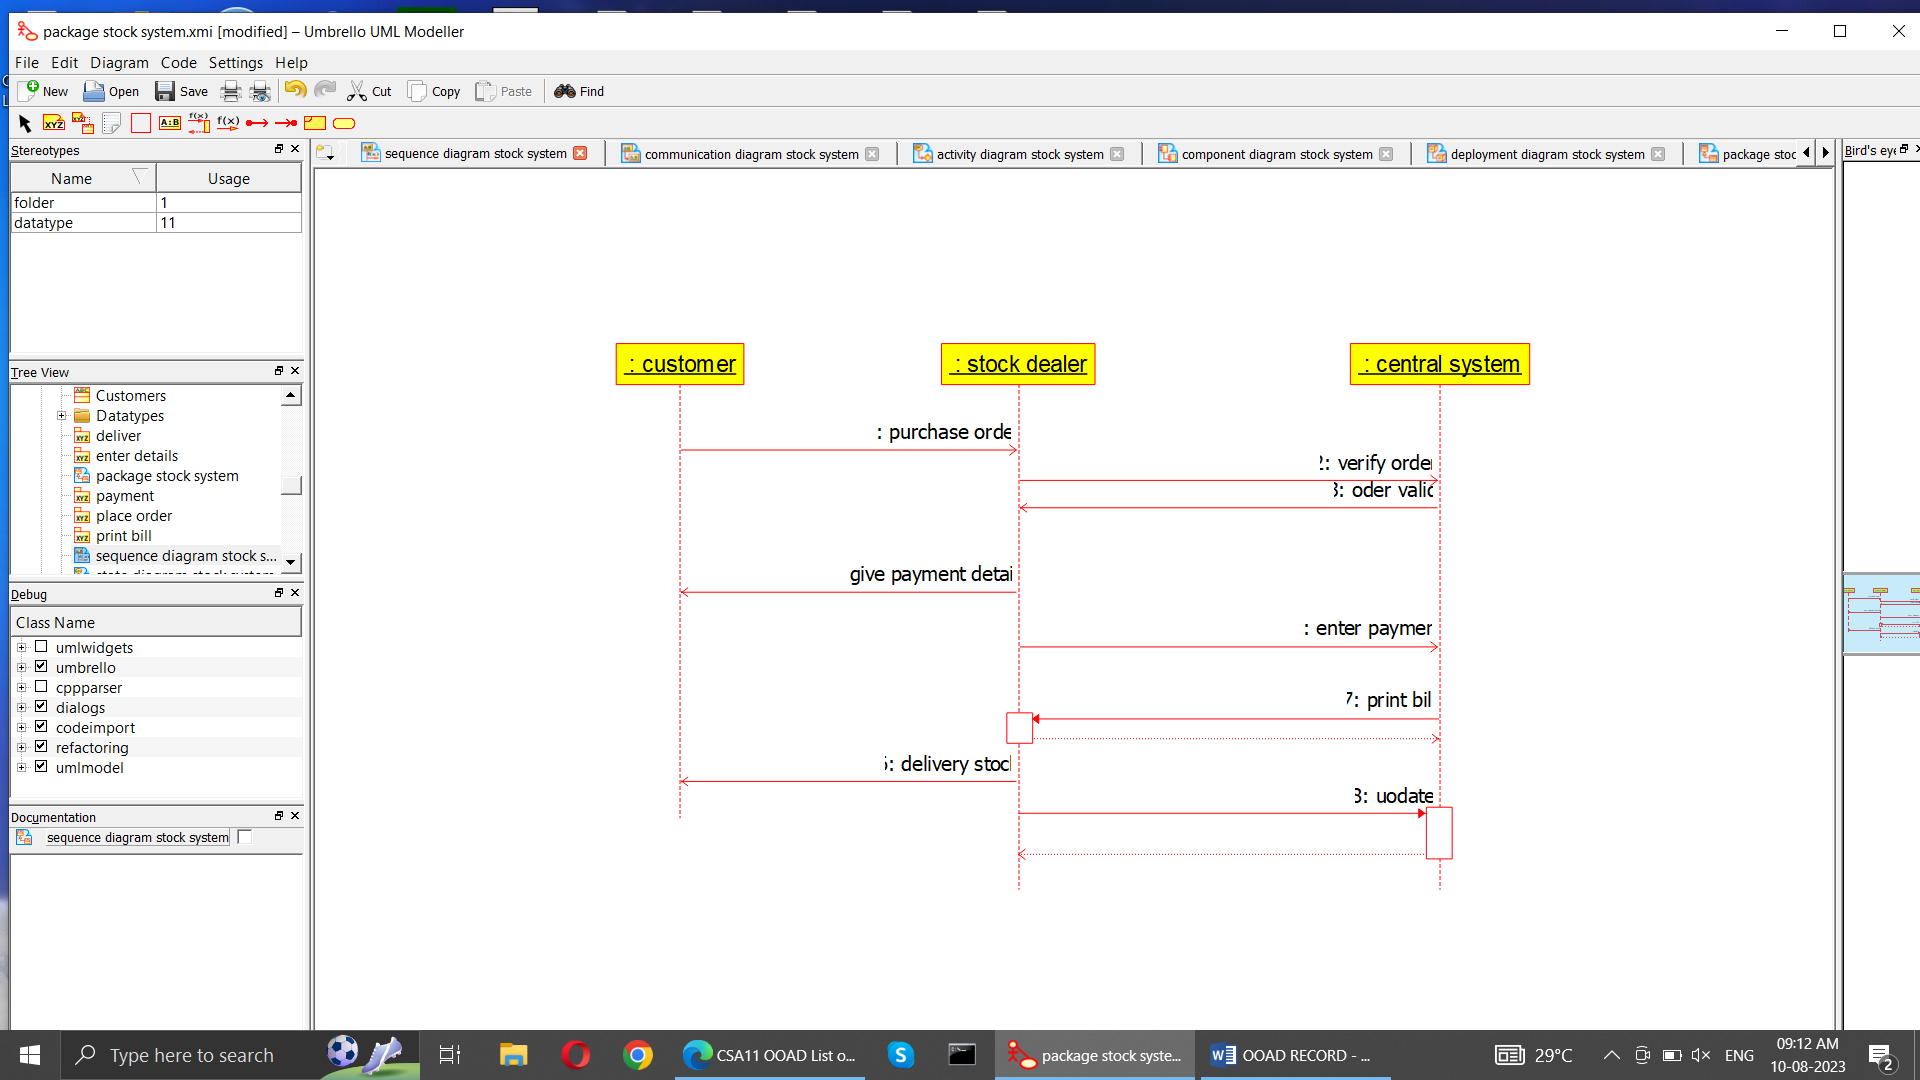 package stock system.xmi [modified] – Umbrello UML Modeller
File Edit Diagram Code Settings Help
New Open Save Cut Copy Paste Find
XYZ A:B f(x) f(x)
Stereotypes
Name Usage
folder 1
datatype 11
sequence diagram stock system communication diagram stock system activity diagram stock system component diagram stock system deployment diagram stock system package stoc
Bird's eye
Tree View
Customers
Datatypes
deliver
enter details
package stock system
payment
place order
print bill
sequence diagram stock s...
Debug
Class Name
umlwidgets
umbrello
cppparser
dialogs
codeimport
refactoring
umlmodel
Documentation
sequence diagram stock system
: customer : stock dealer : central system
: purchase orde
2: verify order
3: oder valid
give payment detai
: enter paymen
7: print bil
: delivery stock
uodate
Type here to search
CSA11 OOAD List o...
package stock syste...
OOAD RECORD - ...
29°C
ENG
09:12 AM
10-08-2023
2